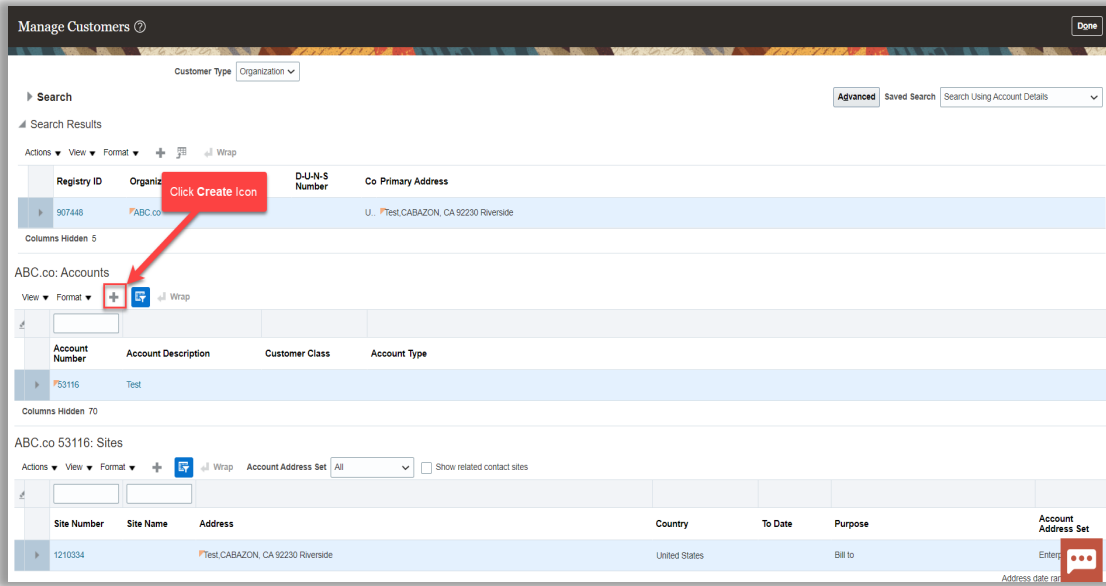 Manage Customers
Done
Customer Type Organization
Search
Advanced Saved Search Search Using Account Details
Search Results
Actions View Format Wrap
Registry ID Organiz D-U-N-S Number Co Primary Address
Click Create Icon
907448 ABC.co U.. Test,CABAZON, CA 92230 Riverside
Columns Hidden 5
ABC.co: Accounts
View Format Wrap
Account Number Account Description Customer Class Account Type
53116 Test
Columns Hidden 70
ABC.co 53116: Sites
Actions View Format Wrap Account Address Set All Show related contact sites
Site Number Site Name Address Country To Date Purpose Account Address Set
1210334 Test,CABAZON, CA 92230 Riverside United States Bill to Enterp
Address date ran